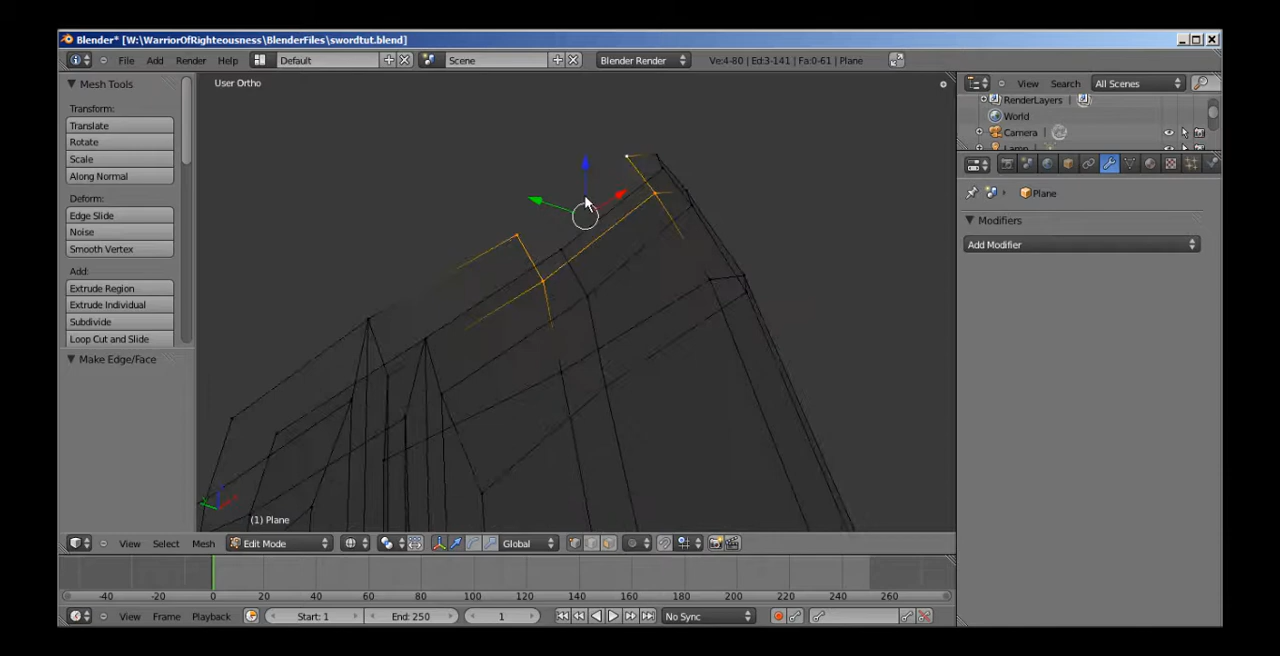 Blender* [W:\WarriorOfRighteousness\BlenderFiles\swordtut.blend]
File Add Render Help Default Scene Blender Render Ve:4-80 | Ed:3-141 | Fa:0-61 | Plane
Mesh Tools
Transform:
Translate
Rotate
Scale
Along Normal
Deform:
Edge Slide
Noise
Smooth Vertex
Add:
Extrude Region
Extrude Individual
Subdivide
Loop Cut and Slide
Make Edge/Face
User Ortho
(1) Plane
View Search All Scenes
RenderLayers
World
Camera
Lamp
Plane
Modifiers
Add Modifier
View Select Mesh Edit Mode Global
-40 -20 0 20 40 60 80 100 120 140 160 180 200 220 240 260
View Frame Playback Start: 1 End: 250 1 No Sync